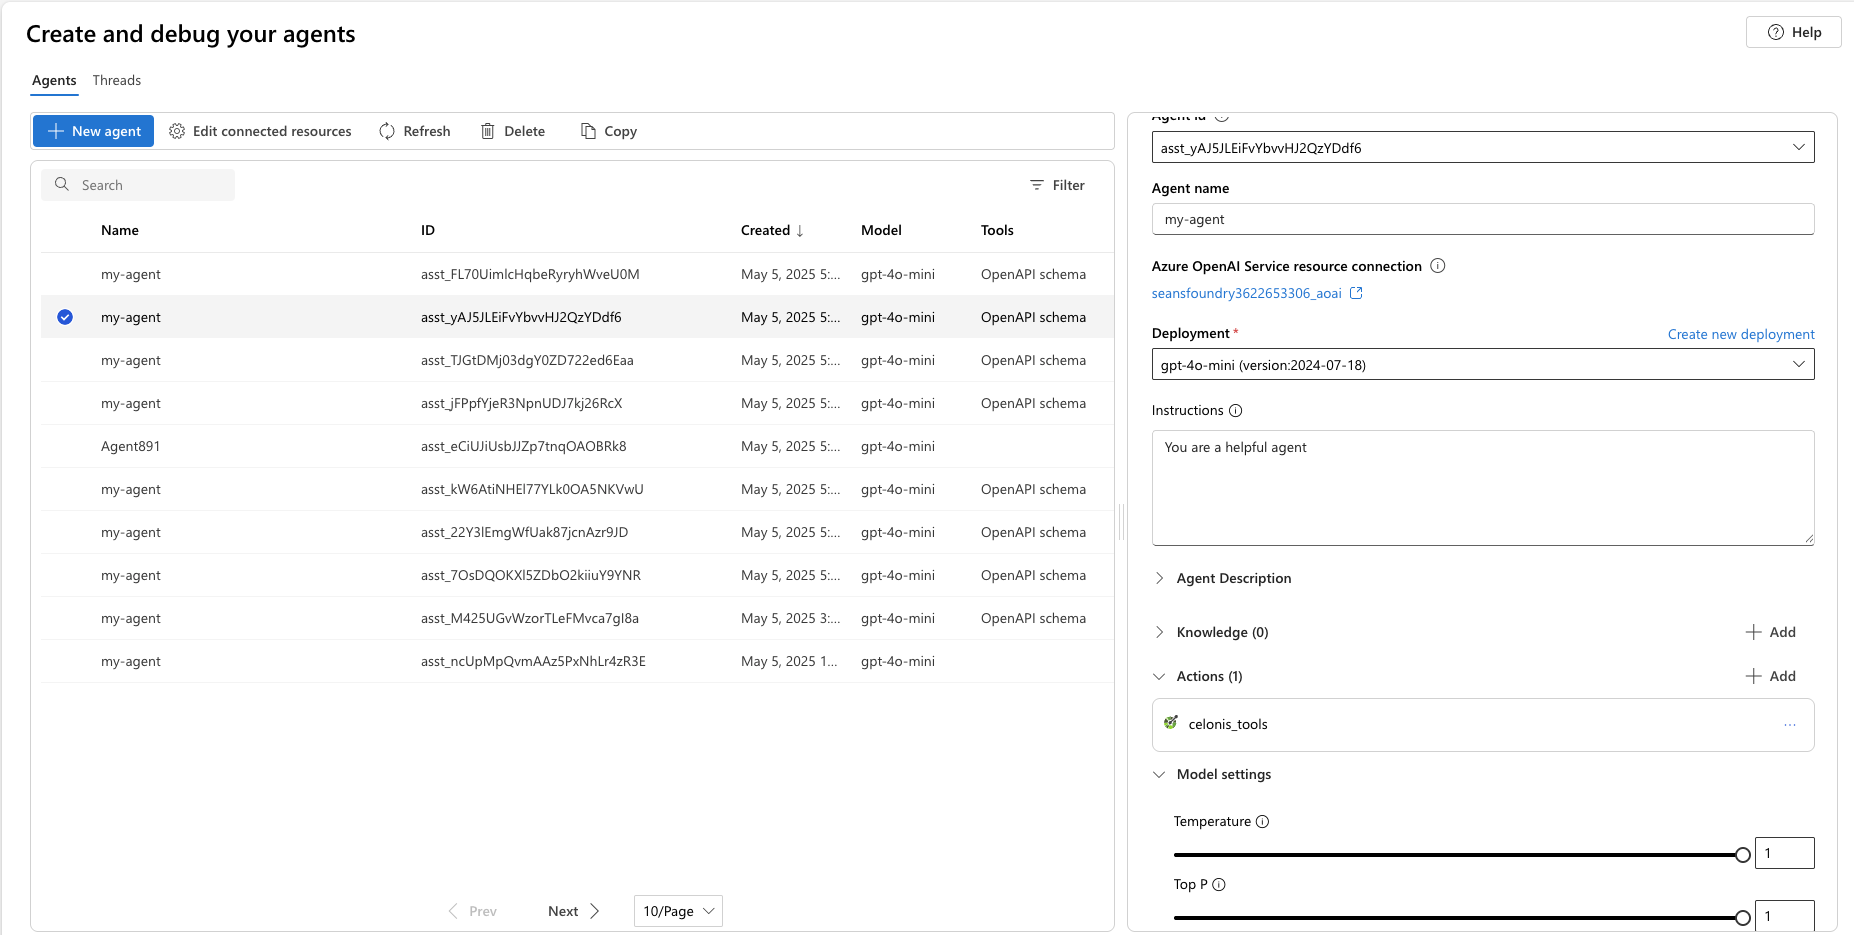 Create and debug your agents
Help
Agents Threads
New agent Edit connected resources Refresh Delete Copy
Search Filter
Name ID Created ↓ Model Tools
my-agent asst_FL70UimlcHqbeRyryhWveU0M May 5, 2025 5:... gpt-4o-mini OpenAPI schema
my-agent asst_yAJ5JLEiFvYbvvHJ2QzYDdf6 May 5, 2025 5:... gpt-4o-mini OpenAPI schema
my-agent asst_TJGtDMj03dgY0ZD722ed6Eaa May 5, 2025 5:... gpt-4o-mini OpenAPI schema
my-agent asst_jFPpfYjeR3NpnUDJ7kj26RcX May 5, 2025 5:... gpt-4o-mini OpenAPI schema
Agent891 asst_eCiUJiUsbJJZp7tnqOAOBRk8 May 5, 2025 5:... gpt-4o-mini
my-agent asst_kW6AtiNHEl77YLk0OA5NKVwU May 5, 2025 5:... gpt-4o-mini OpenAPI schema
my-agent asst_22Y3lEmgWfUak87jcnAzr9JD May 5, 2025 5:... gpt-4o-mini OpenAPI schema
my-agent asst_7OsDQOKXl5ZDbO2kiiuY9YNR May 5, 2025 5:... gpt-4o-mini OpenAPI schema
my-agent asst_M425UGvWzorTLeFMvca7gI8a May 5, 2025 3:... gpt-4o-mini OpenAPI schema
my-agent asst_ncUpMpQvmAAz5PxNhLr4zR3E May 5, 2025 1... gpt-4o-mini
Prev Next 10/Page
Agent id
asst_yAJ5JLEiFvYbvvHJ2QzYDdf6
Agent name
my-agent
Azure OpenAI Service resource connection
seansfoundry3622653306_aoai
Deployment * Create new deployment
gpt-4o-mini (version:2024-07-18)
Instructions
You are a helpful agent
Agent Description
Knowledge (0) Add
Actions (1) Add
celonis_tools ...
Model settings
Temperature
1
Top P
1